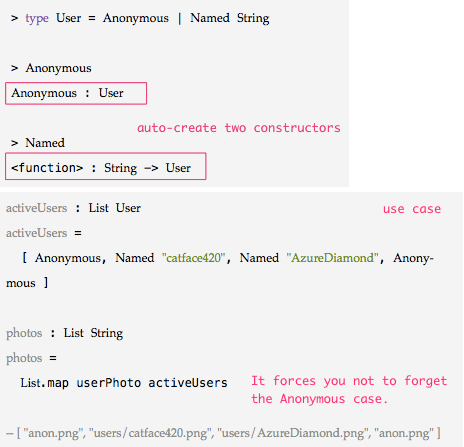 > type User = Anonymous | Named String
> Anonymous
Anonymous : User
auto-create two constructors
> Named
<function> : String –> User
activeUsers : List User
use case
activeUsers =
[ Anonymous, Named "catface420", Named "AzureDiamond", Anony-
mous ]
photos : List String
photos =
List.map userPhoto activeUsers
It forces you not to forget
the Anonymous case.
– [ "anon.png", "users/catface420.png", "users/AzureDiamond.png", "anon.png" ]